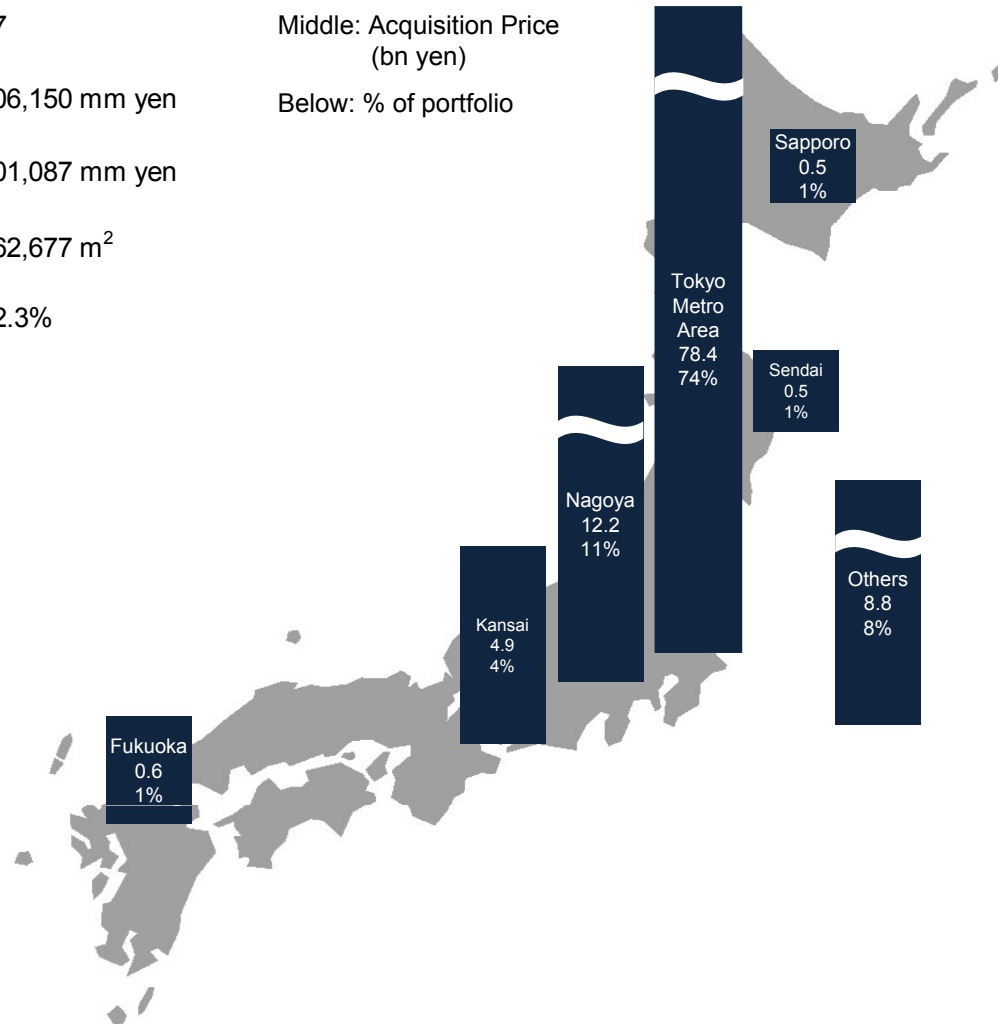 7
06,150 mm yen
01,087 mm yen
62,677 m²
2.3%
Middle: Acquisition Price
(bn yen)
Below: % of portfolio
Sapporo
0.5
1%
Tokyo
Metro
Area
78.4
74%
Sendai
0.5
1%
Nagoya
12.2
11%
Others
8.8
8%
Kansai
4.9
4%
Fukuoka
0.6
1%